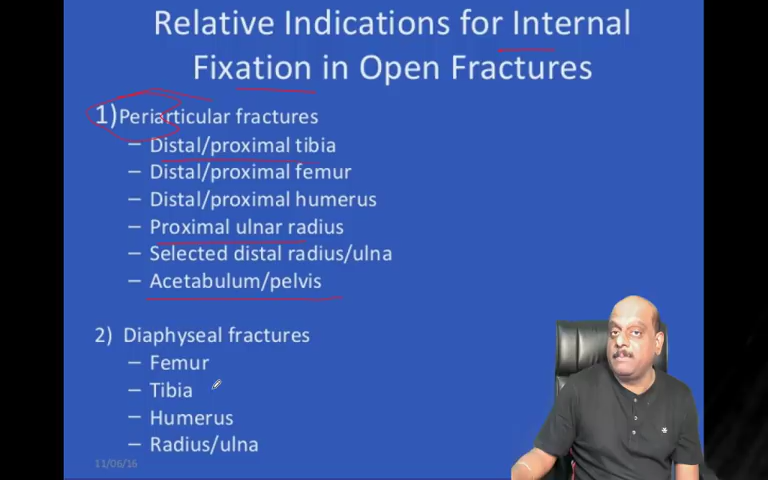 Relative Indications for Internal
Fixation in Open Fractures
1) Periarticular fractures
– Distal/proximal tibia
– Distal/proximal femur
– Distal/proximal humerus
– Proximal ulnar radius
– Selected distal radius/ulna
– Acetabulum/pelvis
2) Diaphyseal fractures
– Femur
– Tibia
– Humerus
– Radius/ulna
11/06/16